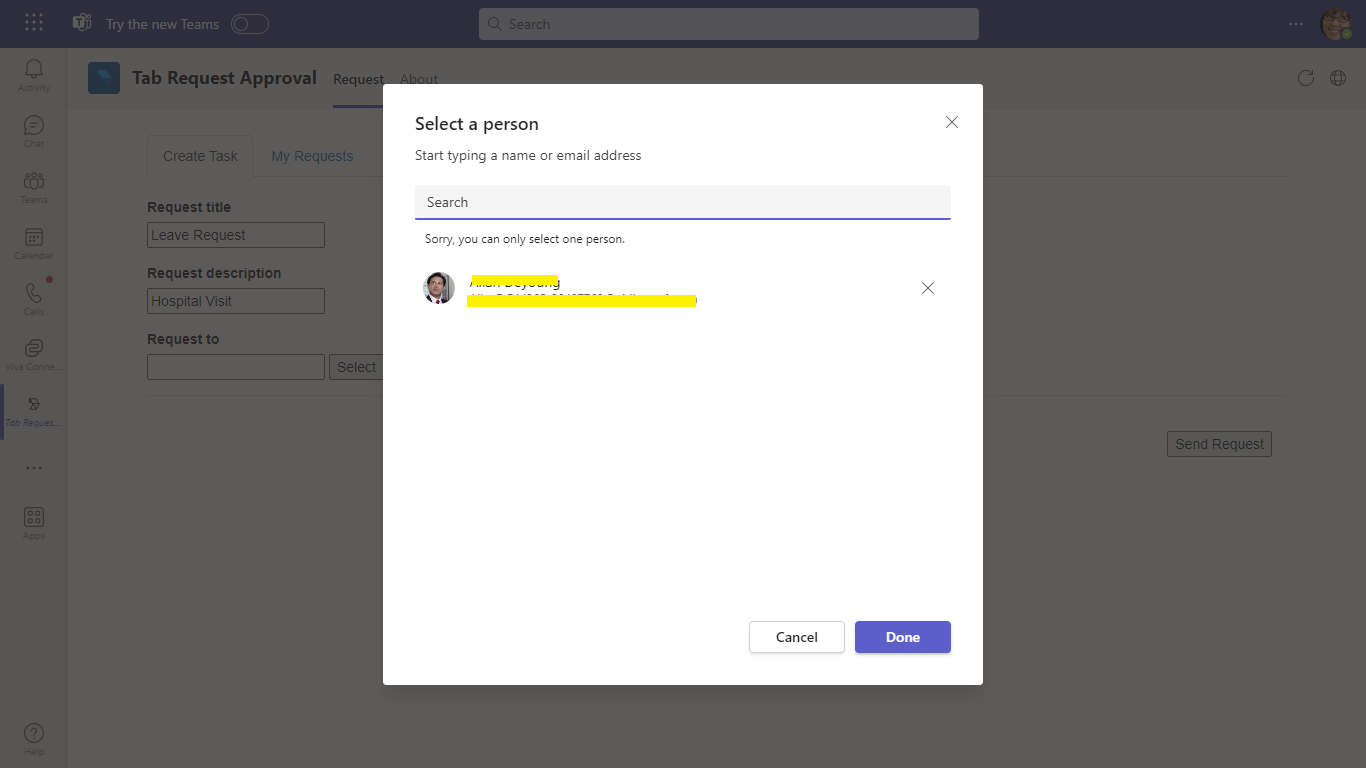 Try the new Teams
Search
Activity
Chat
Teams
Calendar
Calls
Viva Conne...
Tab Reques...
Apps
Help
Tab Request Approval
Request
About
Create Task
My Requests
Request title
Leave Request
Request description
Hospital Visit
Request to
Select
Send Request
Select a person
Start typing a name or email address
Search
Sorry, you can only select one person.
Cancel
Done